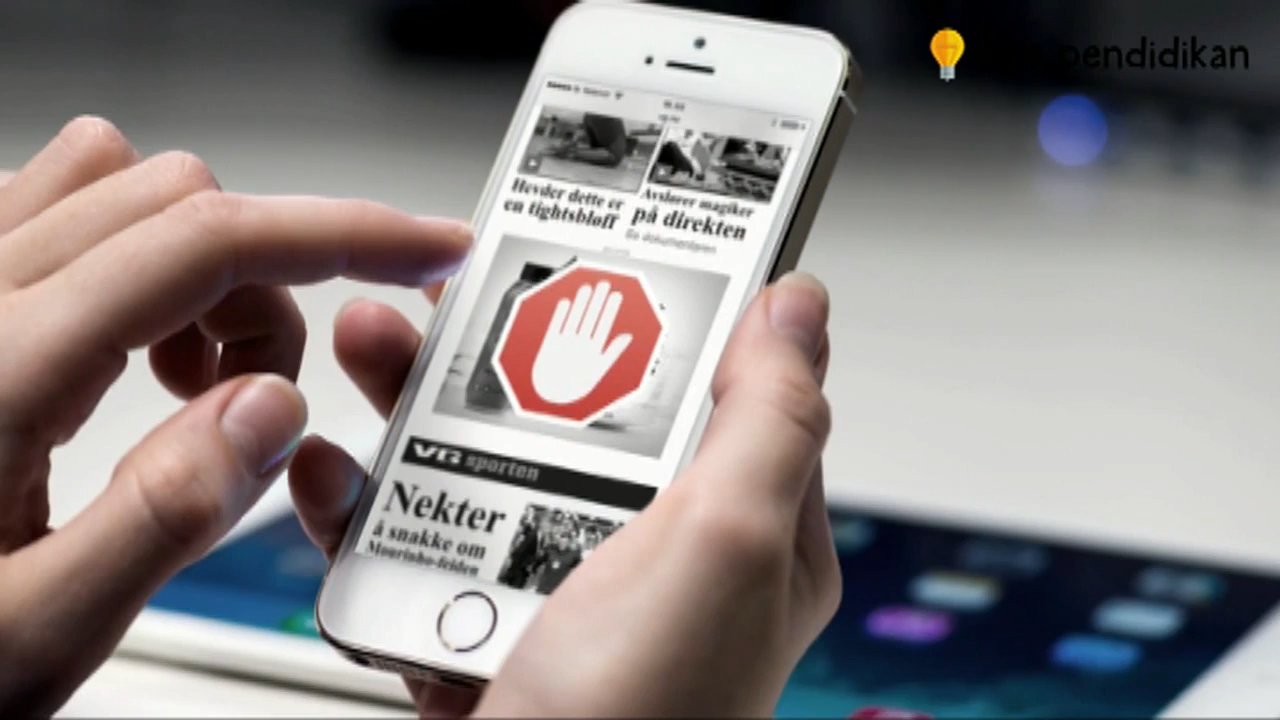 pendidikan
Hevder dette er
en tightsbløff
Avslører magiker
på direkten
Se dokumentaren
VG sporten
Nekter
å snakke om
Mourinho-feiden